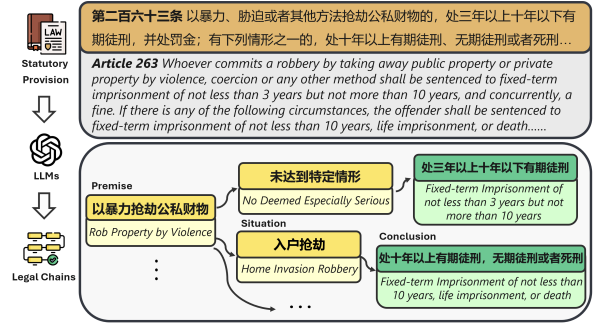 LAW
Statutory
Provision
LLMs
Legal Chains
第二百六十三条 以暴力、胁迫或者其他方法抢劫公私财物的，处三年以上十年以下有
期徒刑，并处罚金；有下列情形之一的，处十年以上有期徒刑、无期徒刑或者死刑…
Article 263 Whoever commits a robbery by taking away public property or private
property by violence, coercion or any other method shall be sentenced to fixed-term
imprisonment of not less than 3 years but not more than 10 years, and concurrently, a
fine. If there is any of the following circumstances, the offender shall be sentenced to
fixed-term imprisonment of not less than 10 years, life imprisonment, or death......
Premise
以暴力抢劫公私财物
Rob Property by Violence
未达到特定情形
No Deemed Especially Serious
Situation
入户抢劫
Home Invasion Robbery
处三年以上十年以下有期徒刑
Fixed-term Imprisonment of
not less than 3 years but not
more than 10 years
Conclusion
处十年以上有期徒刑，无期徒刑或者死刑
Fixed-term Imprisonment of not less than
10 years, life imprisonment, or death